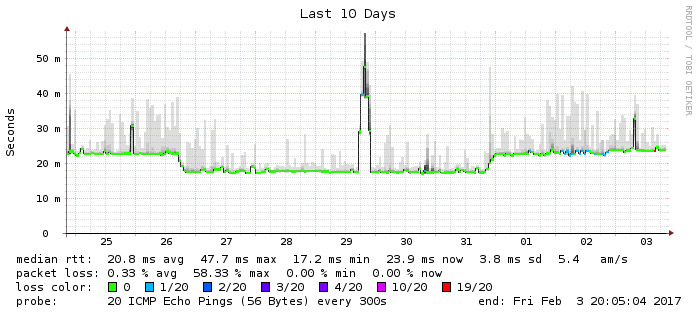 Last 10 Days
RRDTOOL / TOBI OETIKER
Seconds
50 m
40 m
30 m
20 m
10 m
0
25 26 27 28 29 30 31 01 02 03
median rtt: 20.8 ms avg 47.7 ms max 17.2 ms min 23.9 ms now 3.8 ms sd 5.4 am/s
packet loss: 0.33 % avg 58.33 % max 0.00 % min 0.00 % now
loss color: 0 1/20 2/20 3/20 4/20 10/20 19/20
probe: 20 ICMP Echo Pings (56 Bytes) every 300s end: Fri Feb 3 20:05:04 2017